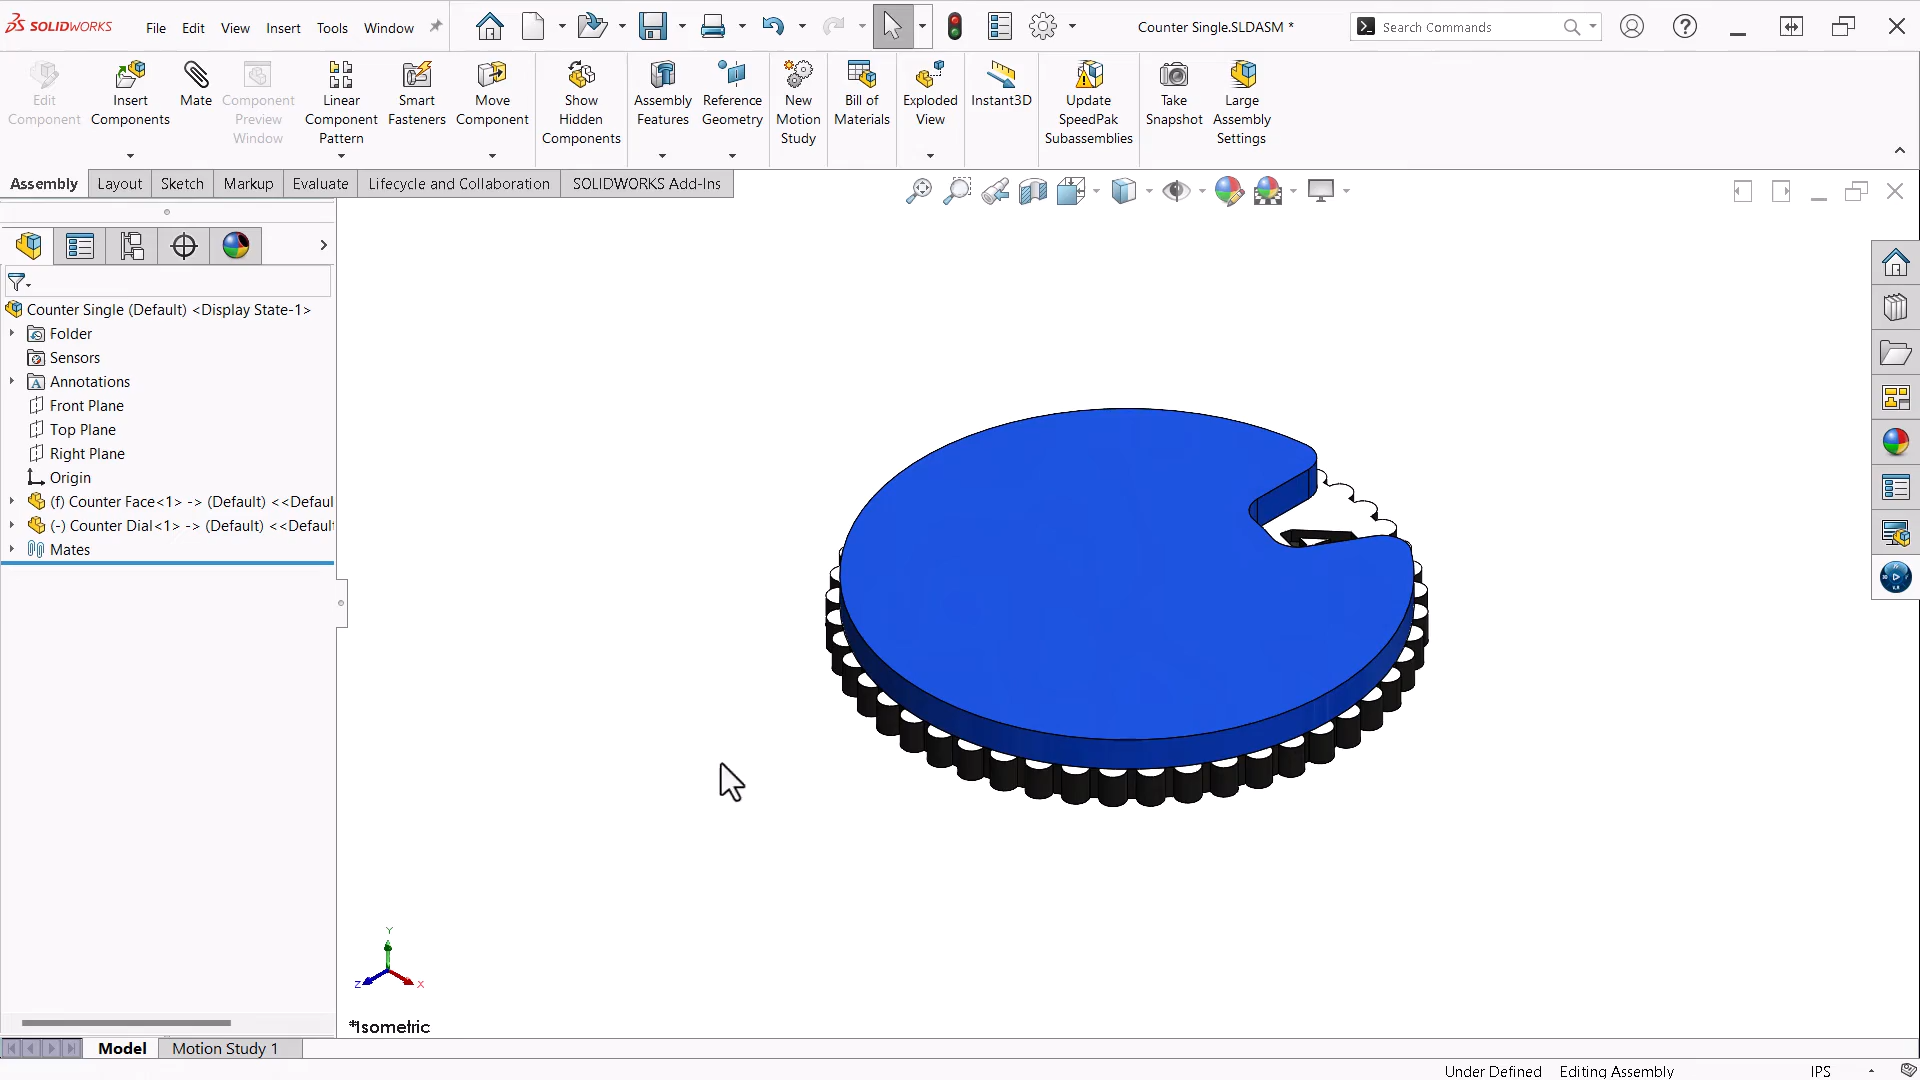 SOLIDWORKS File Edit View Insert Tools Window Counter Single.SLDASM * Search Commands
Edit Component
Insert Components
Mate
Component Preview Window
Linear Component Pattern
Smart Fasteners
Move Component
Show Hidden Components
Assembly Features
Reference Geometry
New Motion Study
Bill of Materials
Exploded View
Instant3D
Update SpeedPak Subassemblies
Take Snapshot
Large Assembly Settings
Assembly Layout Sketch Markup Evaluate Lifecycle and Collaboration SOLIDWORKS Add-Ins
Counter Single (Default) <Display State-1>
Folder
Sensors
Annotations
Front Plane
Top Plane
Right Plane
Origin
(f) Counter Face<1> -> (Default) <<Defaul
(-) Counter Dial<1> -> (Default) <<Defaul
Mates
Y
Z X
*Isometric
Model Motion Study 1
Under Defined Editing Assembly IPS